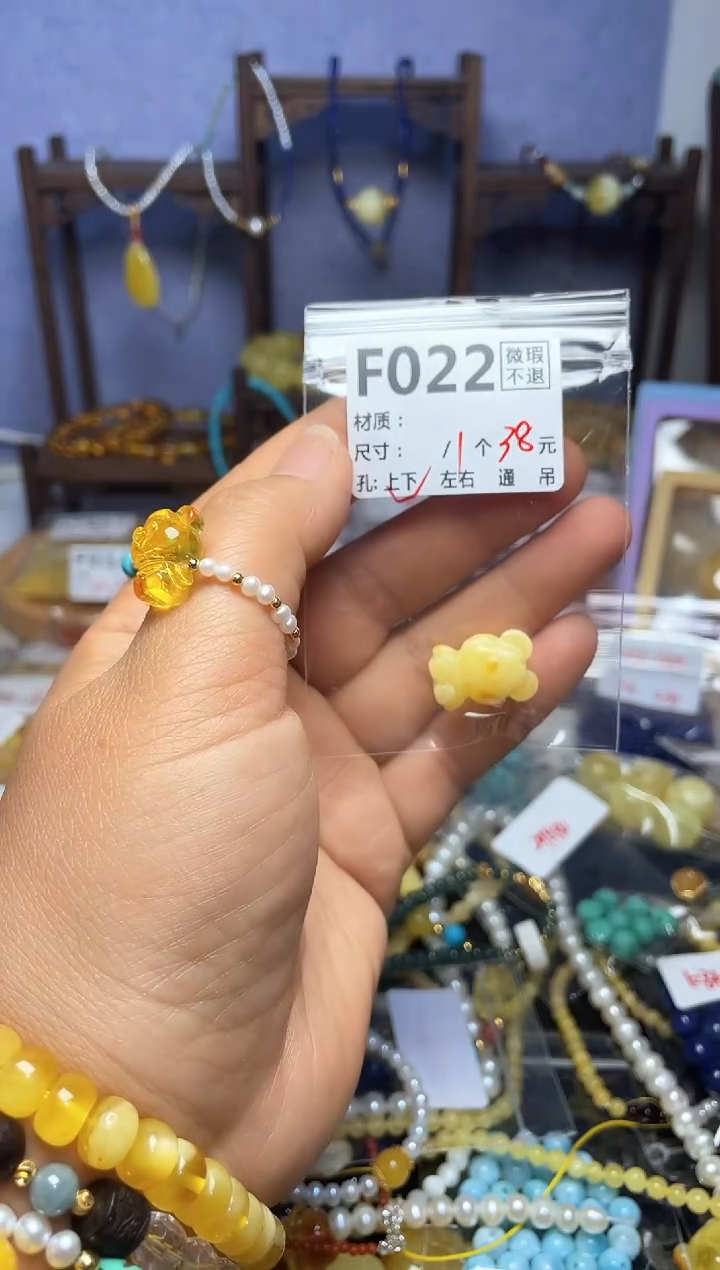 F022 微瑕
不退
材质：
尺寸： /1个38元
孔:上下✓ 左右 通 吊